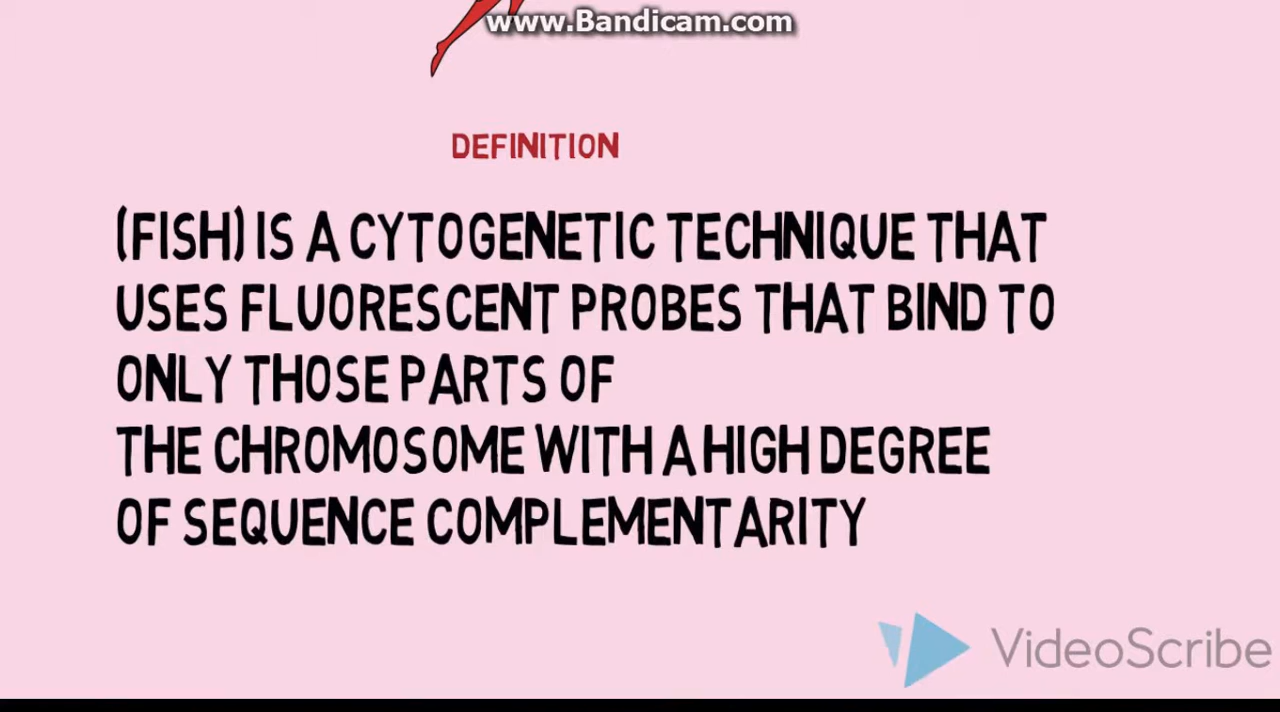 www.Bandicam.com
DEFINITION
(FISH) IS A CYTOGENETIC TECHNIQUE THAT
USES FLUORESCENT PROBES THAT BIND TO
ONLY THOSE PARTS OF
THE CHROMOSOME WITH A HIGH DEGREE
OF SEQUENCE COMPLEMENTARITY
VideoScribe